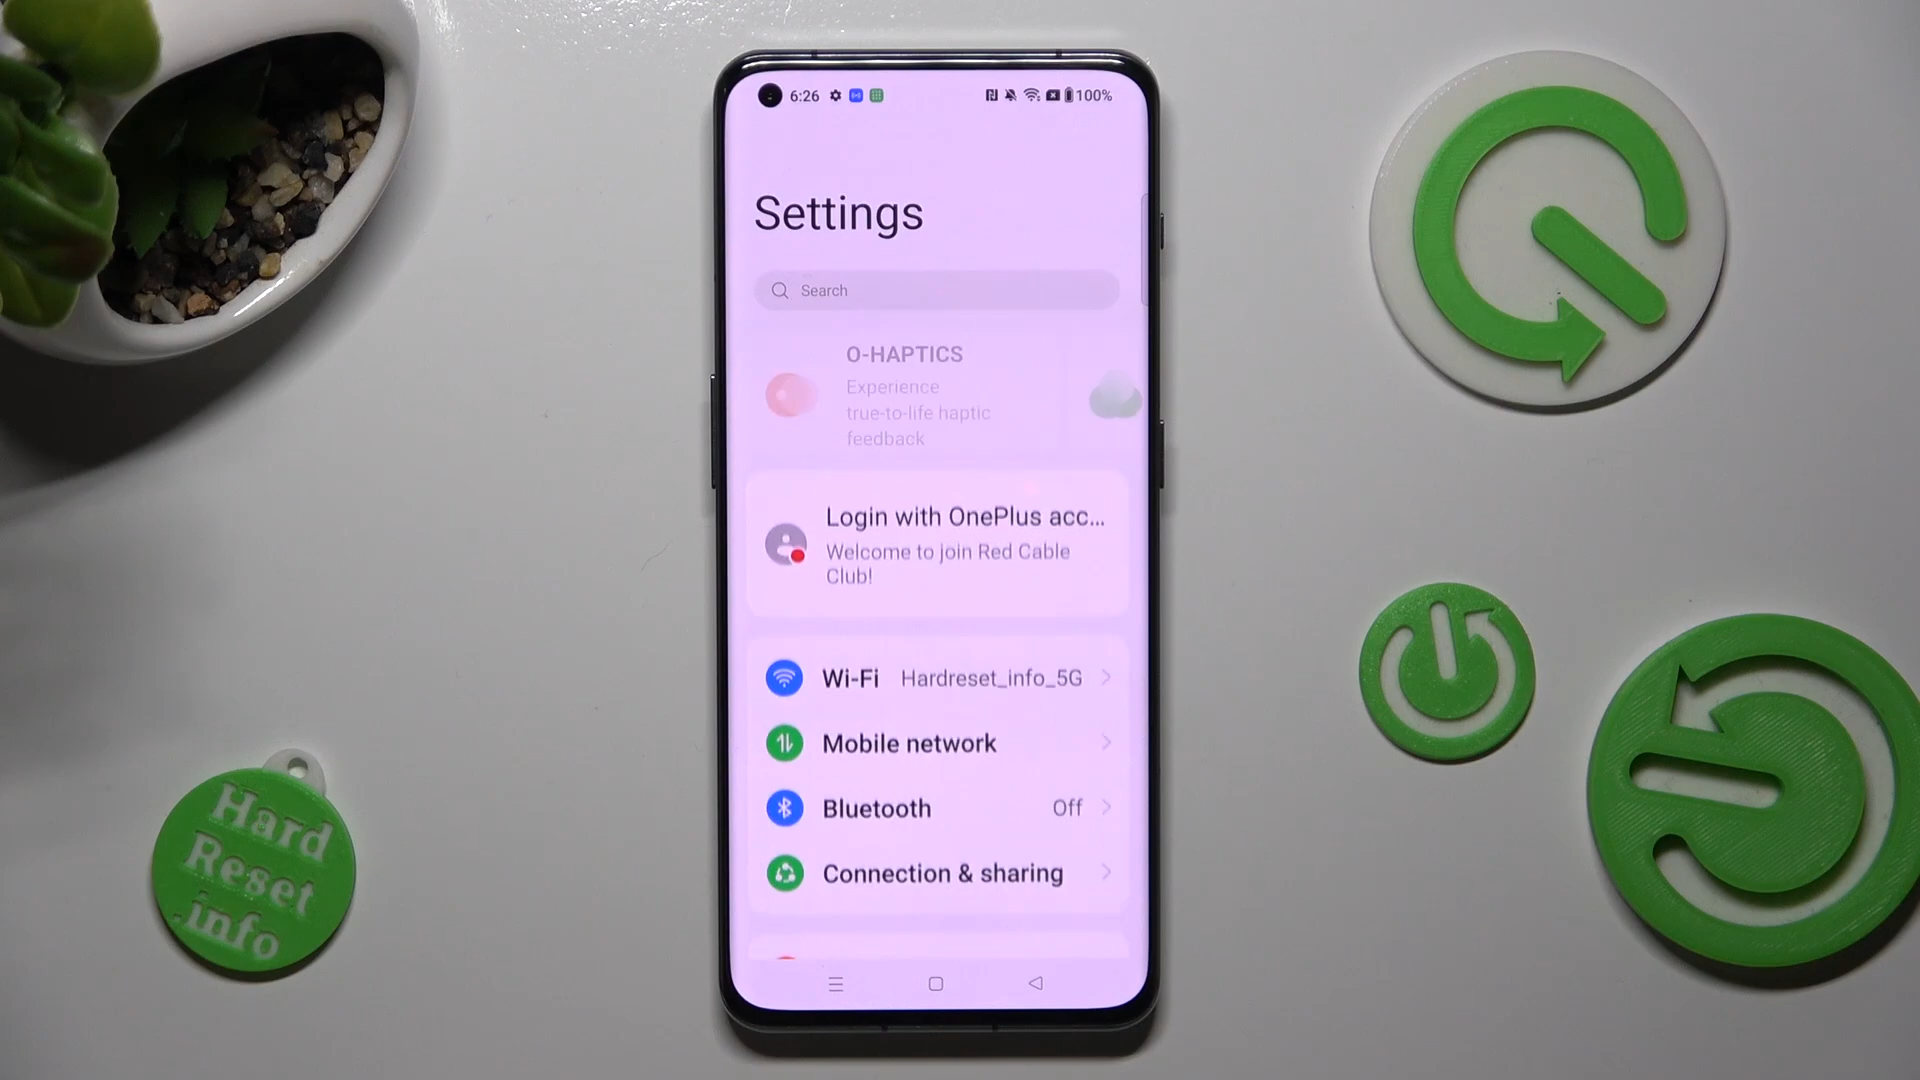 6:26
100%
Settings
Search
O-HAPTICS
Experience
true-to-life haptic
feedback
Login with OnePlus acc...
Welcome to join Red Cable
Club!
Wi-Fi Hardreset_info_5G
Mobile network
Bluetooth Off
Connection & sharing
Hard
Reset
.info